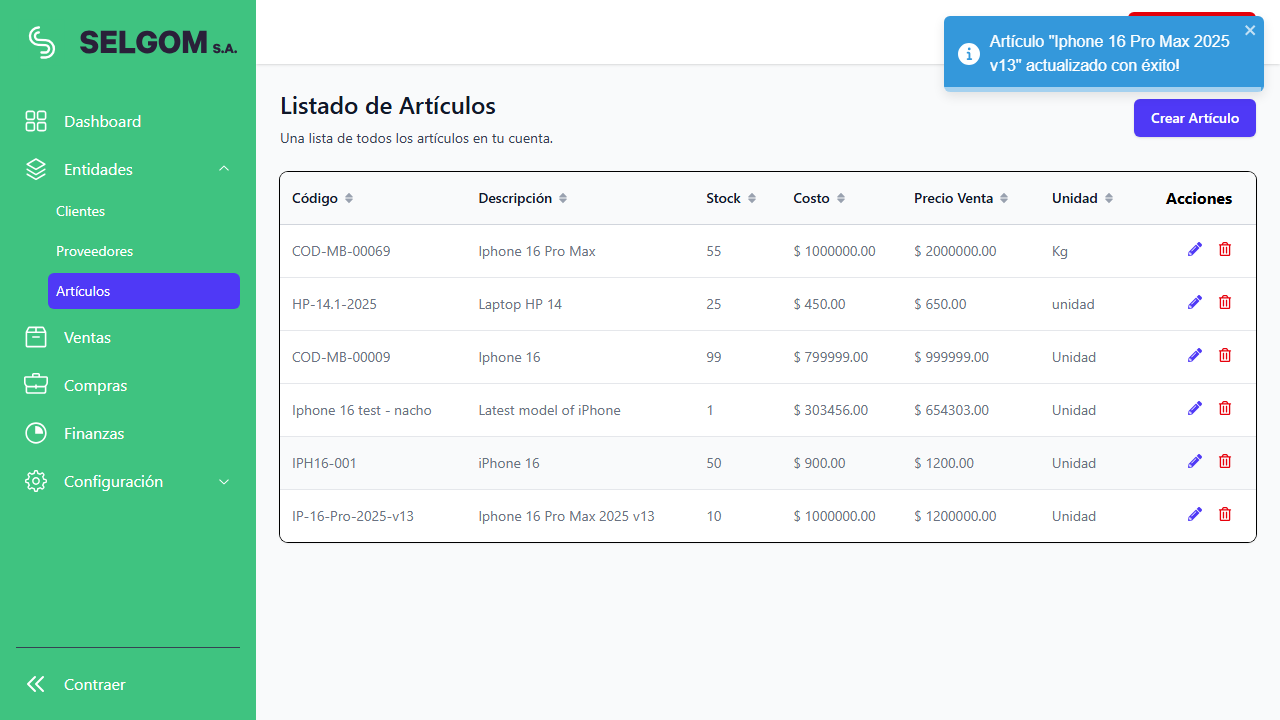 SELGOM S.A.
Artículo "Iphone 16 Pro Max 2025
v13" actualizado con éxito!
Dashboard
Entidades
Clientes
Proveedores
Artículos
Ventas
Compras
Finanzas
Configuración
Contraer
Listado de Artículos
Una lista de todos los artículos en tu cuenta.
Crear Artículo
Código Descripción Stock Costo Precio Venta Unidad Acciones
COD-MB-00069 Iphone 16 Pro Max 55 $ 1000000.00 $ 2000000.00 Kg
HP-14.1-2025 Laptop HP 14 25 $ 450.00 $ 650.00 unidad
COD-MB-00009 Iphone 16 99 $ 799999.00 $ 999999.00 Unidad
Iphone 16 test - nacho Latest model of iPhone 1 $ 303456.00 $ 654303.00 Unidad
IPH16-001 iPhone 16 50 $ 900.00 $ 1200.00 Unidad
IP-16-Pro-2025-v13 Iphone 16 Pro Max 2025 v13 10 $ 1000000.00 $ 1200000.00 Unidad